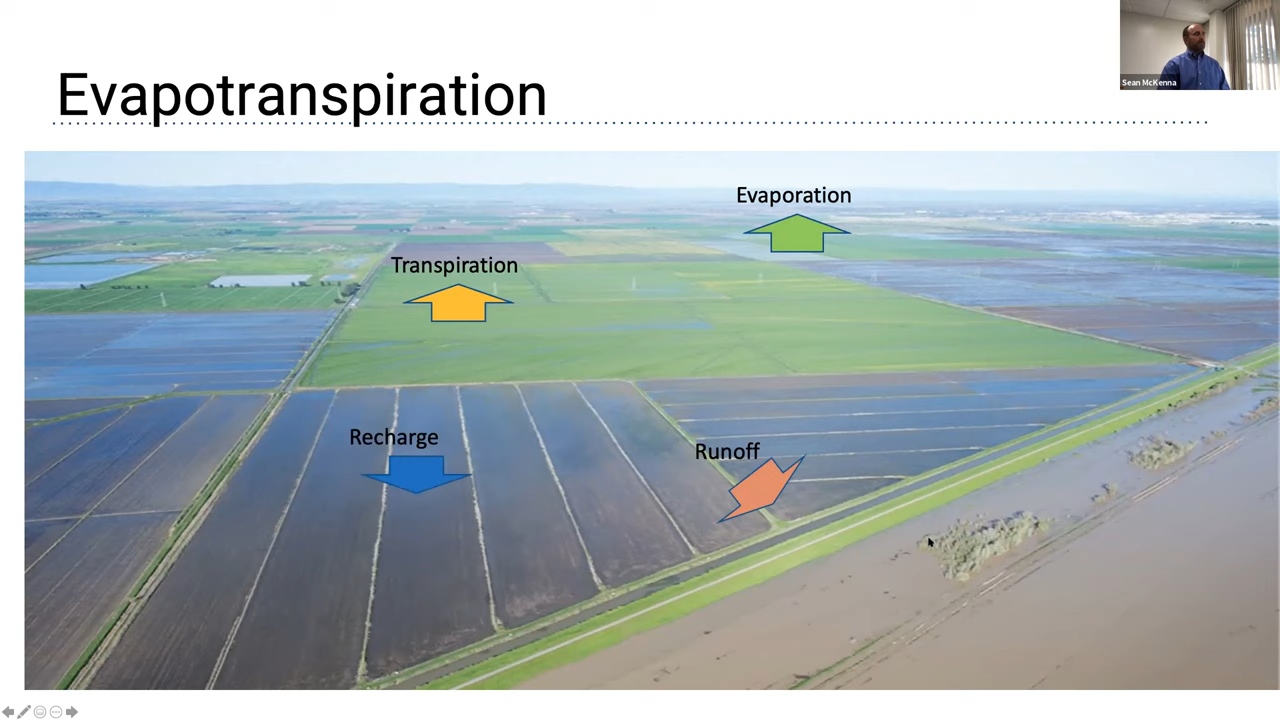 Evapotranspiration
Sean McKenna
Evaporation
Transpiration
Recharge
Runoff